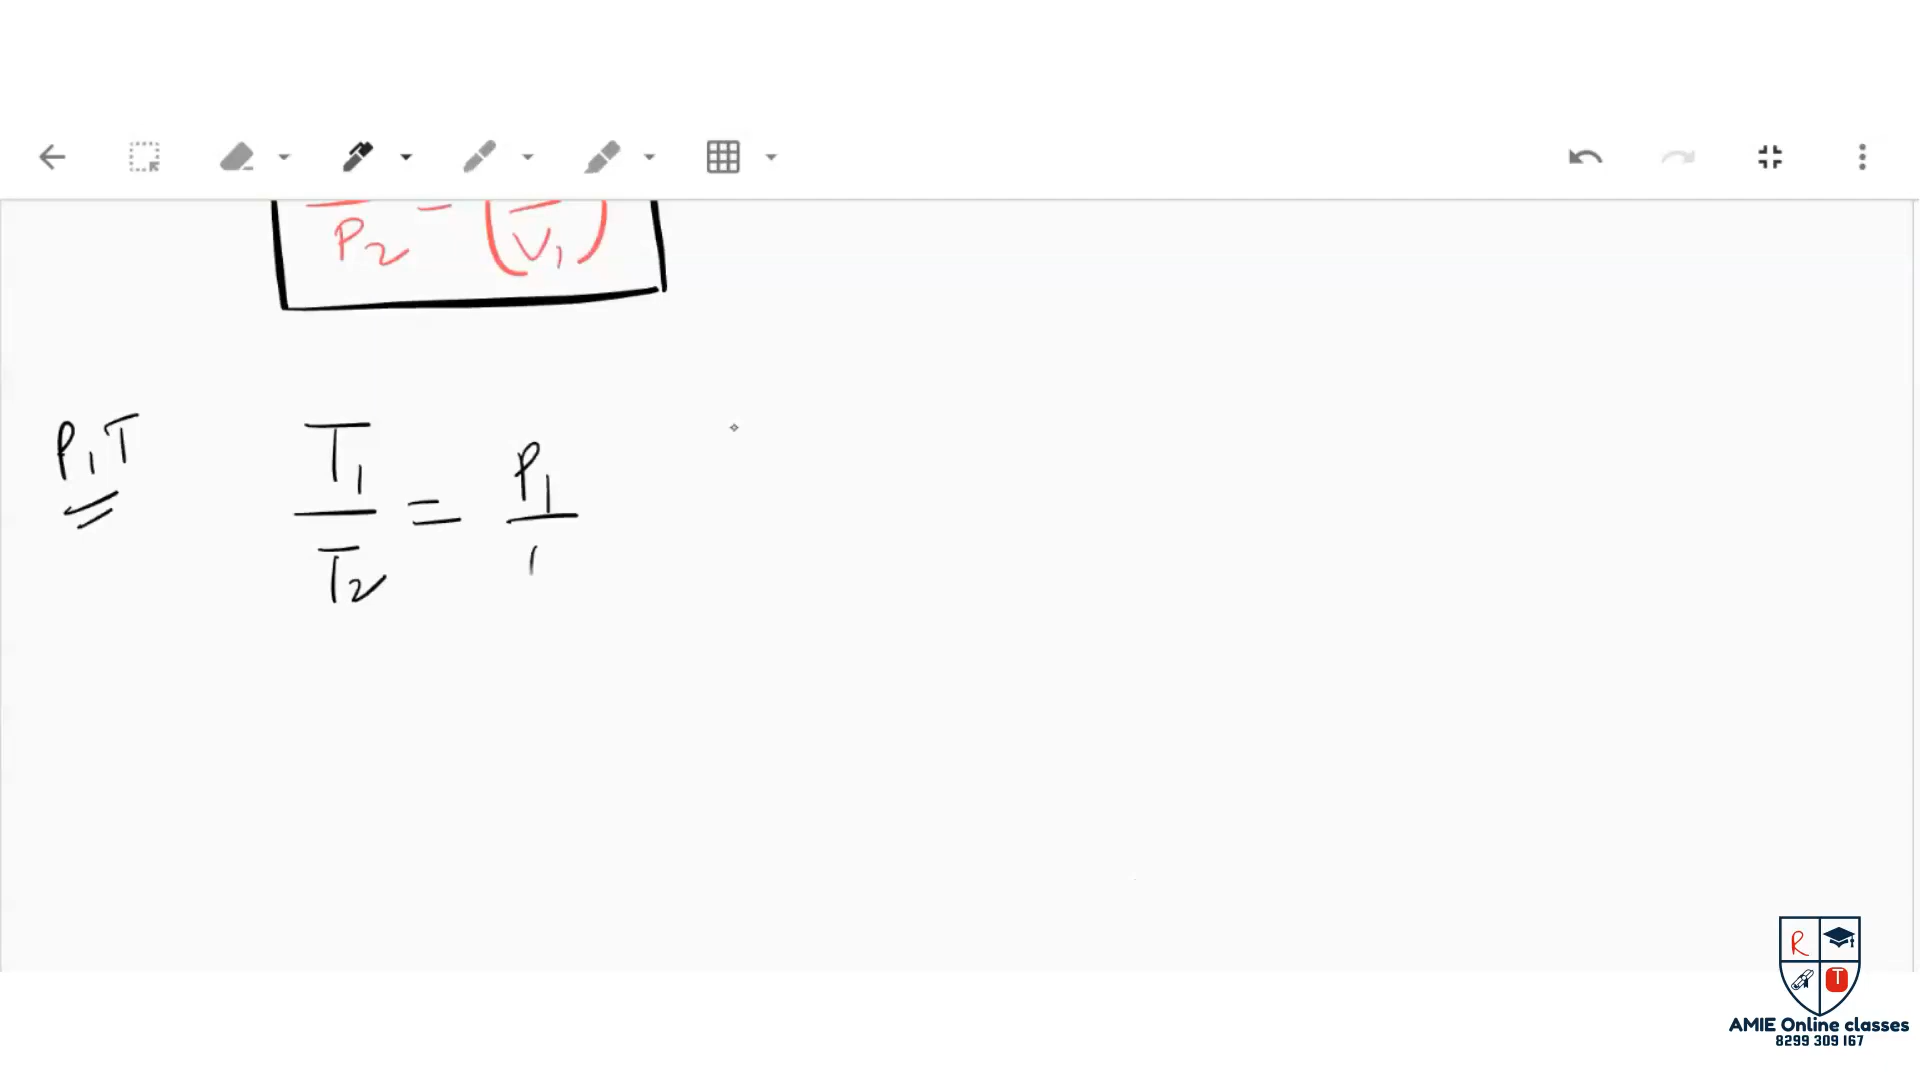 P2 = (V1)
P,T T1/T2 = P1/
R T
AMIE Online classes
8299 309 167